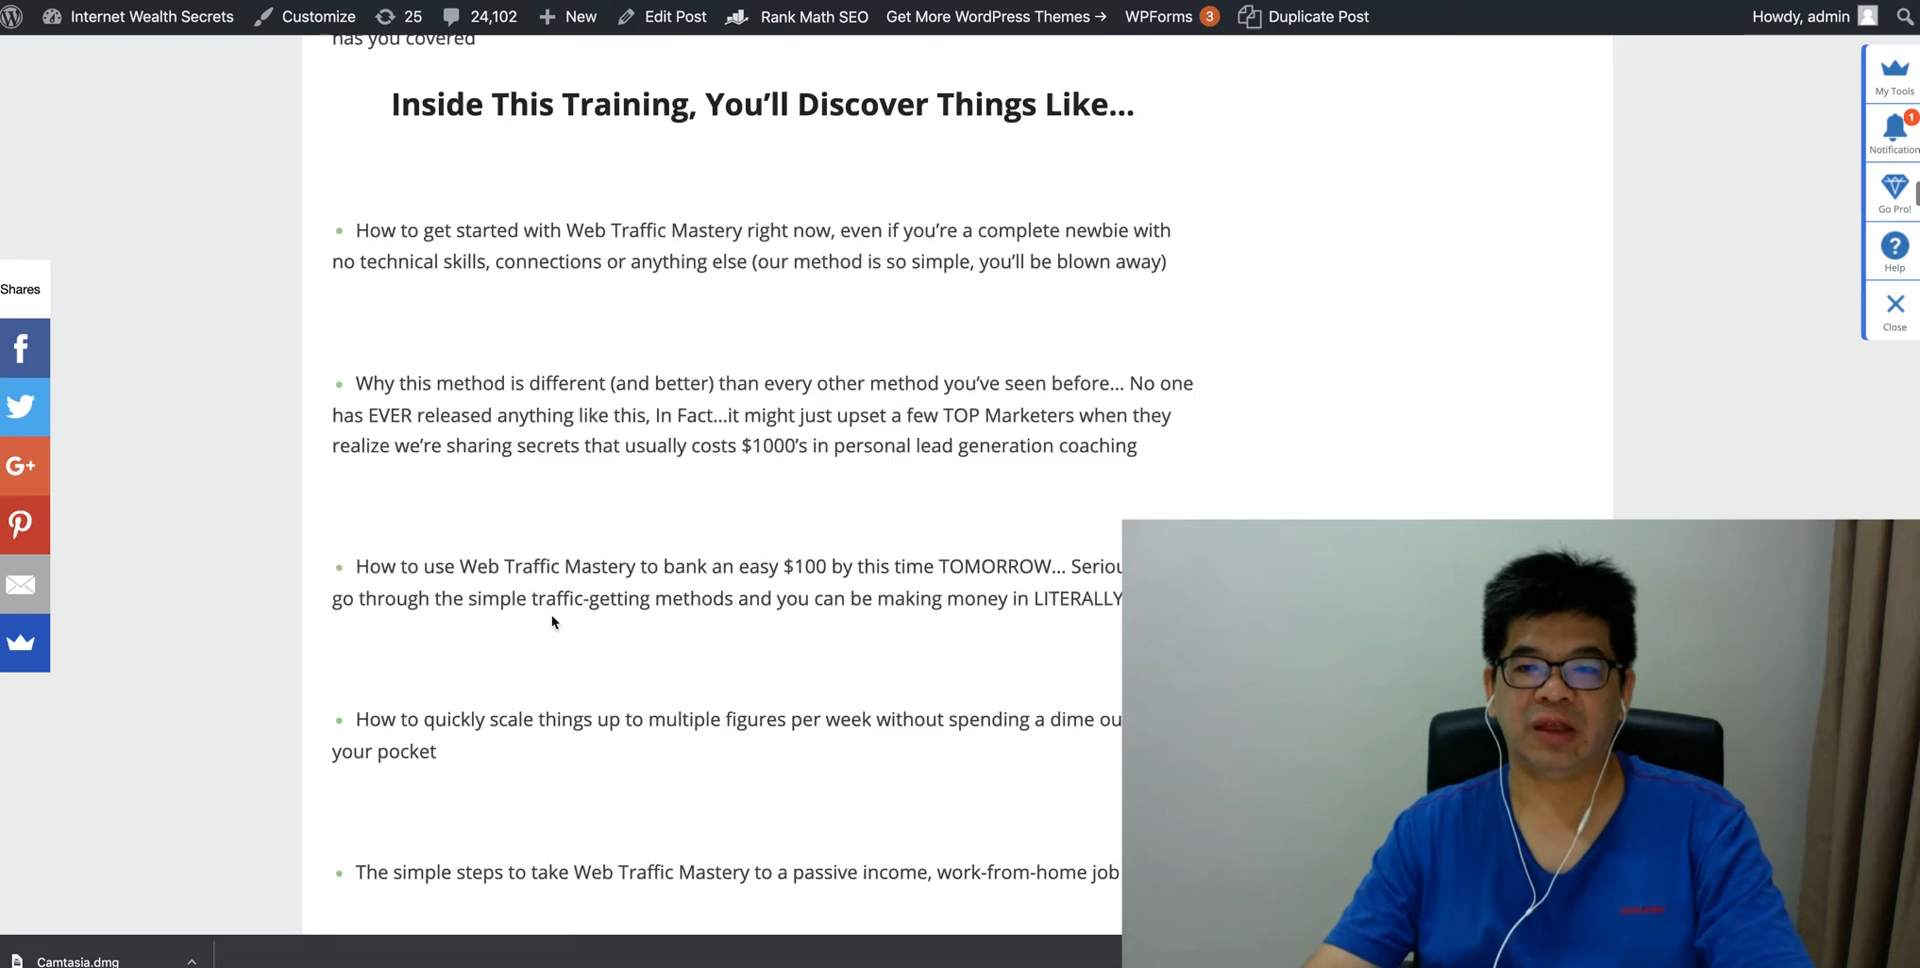 Internet Wealth Secrets Customize 25 24,102 New Edit Post Rank Math SEO Get More WordPress Themes → WPForms 3 Duplicate Post Howdy, admin
has you covered
Inside This Training, You’ll Discover Things Like...
How to get started with Web Traffic Mastery right now, even if you’re a complete newbie with
no technical skills, connections or anything else (our method is so simple, you’ll be blown away)
Why this method is different (and better) than every other method you’ve seen before... No one
has EVER released anything like this, In Fact...it might just upset a few TOP Marketers when they
realize we’re sharing secrets that usually costs $1000’s in personal lead generation coaching
How to use Web Traffic Mastery to bank an easy $100 by this time TOMORROW... Seriou
go through the simple traffic-getting methods and you can be making money in LITERALLY
How to quickly scale things up to multiple figures per week without spending a dime ou
your pocket
The simple steps to take Web Traffic Mastery to a passive income, work-from-home job
Shares
G+
My Tools
1
Notification
Go Pro!
?
Help
Close
Camtasia.dmg